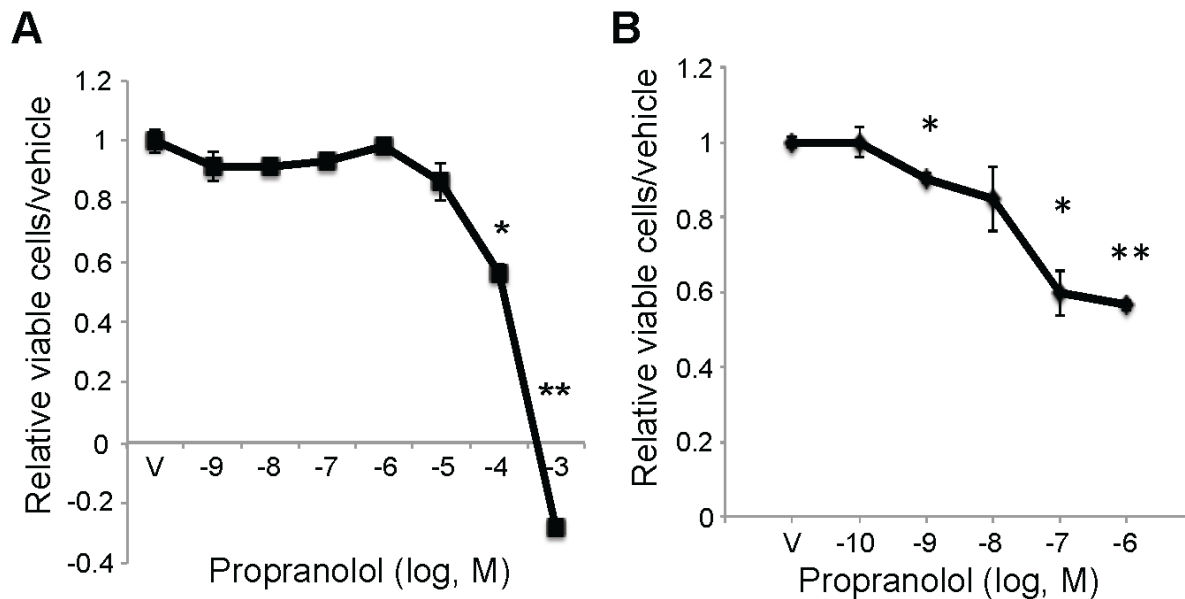 A
Relative viable cells/vehicle
1.2
1
0.8
0.6
0.4
0.2
0
-0.2
-0.4
*
**
V -9 -8 -7 -6 -5 -4 -3
Propranolol (log, M)
B
Relative viable cells/vehicle
1.2
1
0.8
0.6
0.4
0.2
0
*
*
**
V -10 -9 -8 -7 -6
Propranolol (log, M)